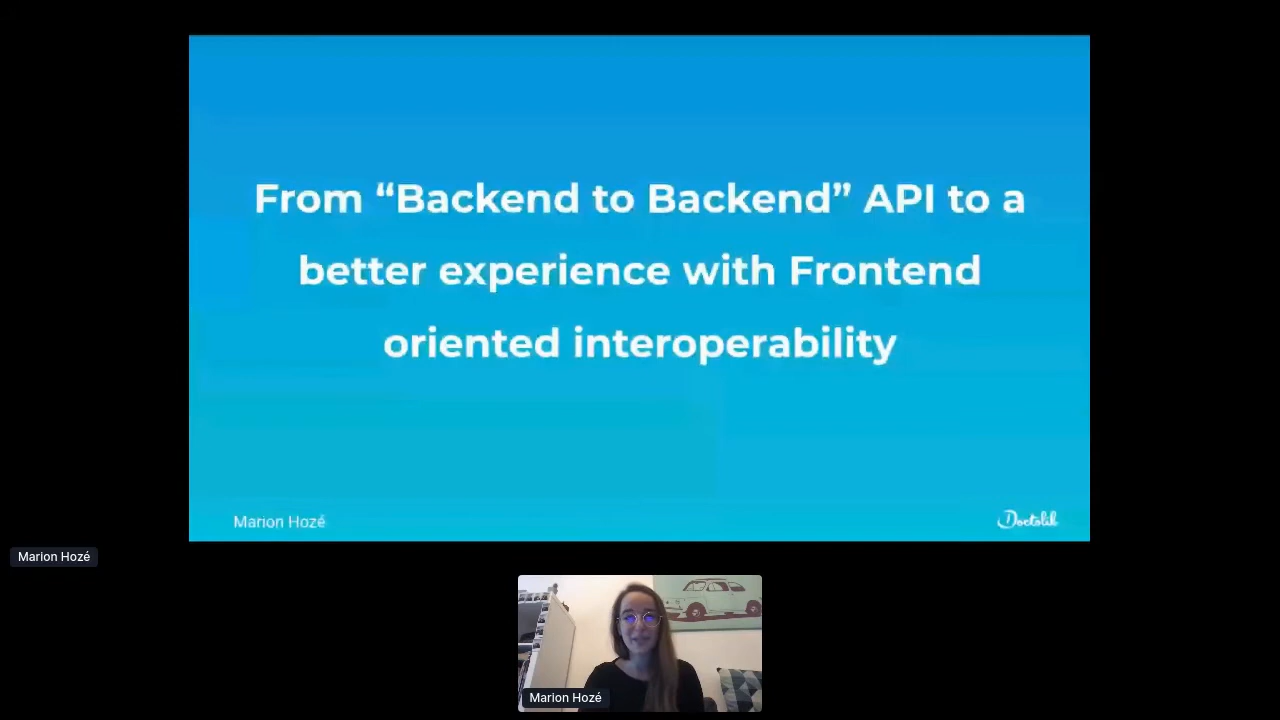 From “Backend to Backend” API to a
better experience with Frontend
oriented interoperability
Marion Hozé
Doctolib
Marion Hozé
Marion Hozé